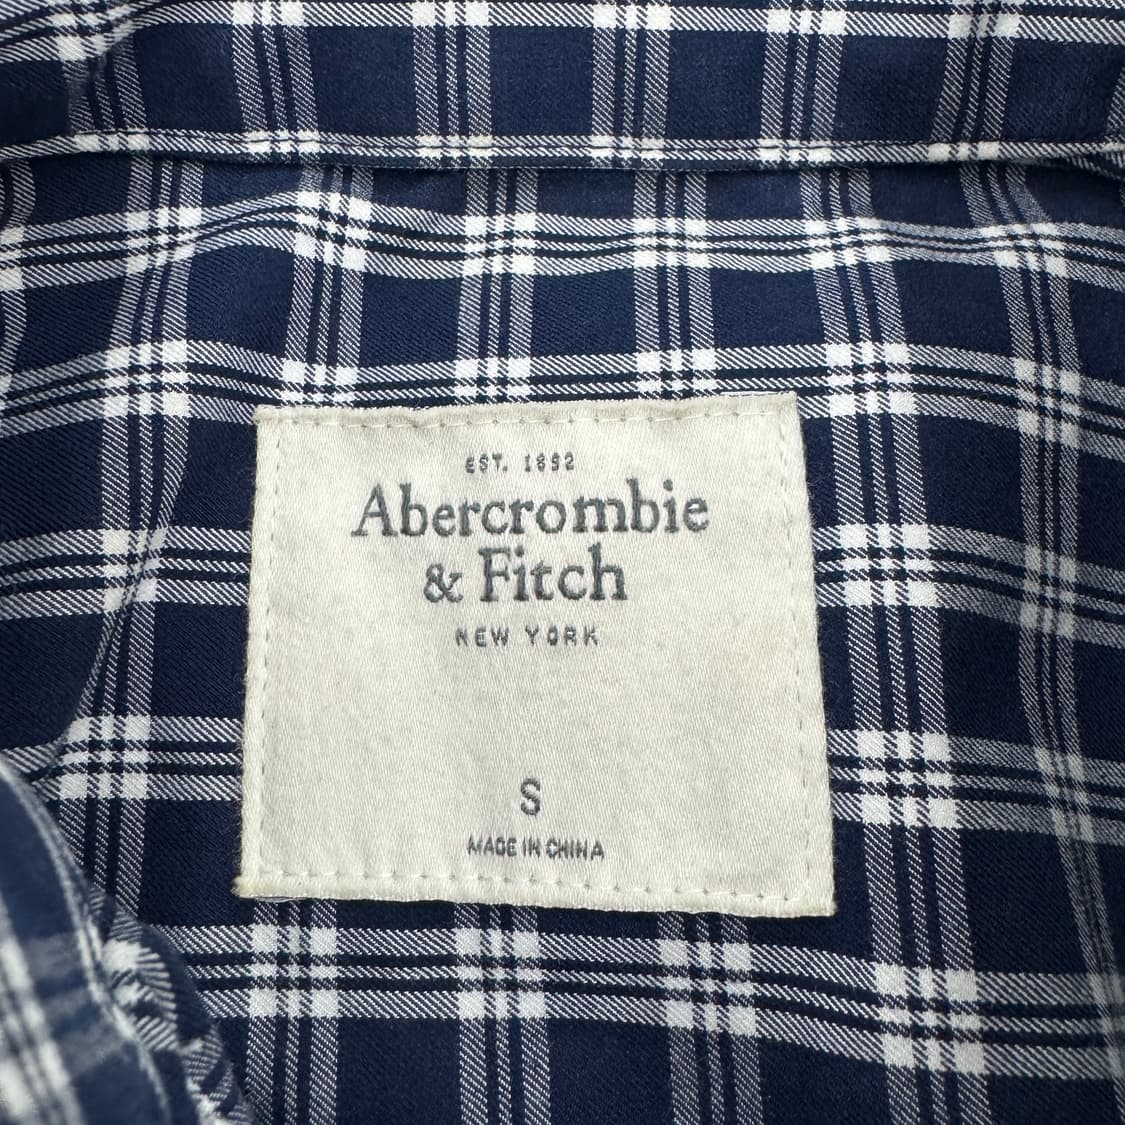 EST. 1892
Abercrombie
& Fitch
NEW YORK
S
MADE IN CHINA